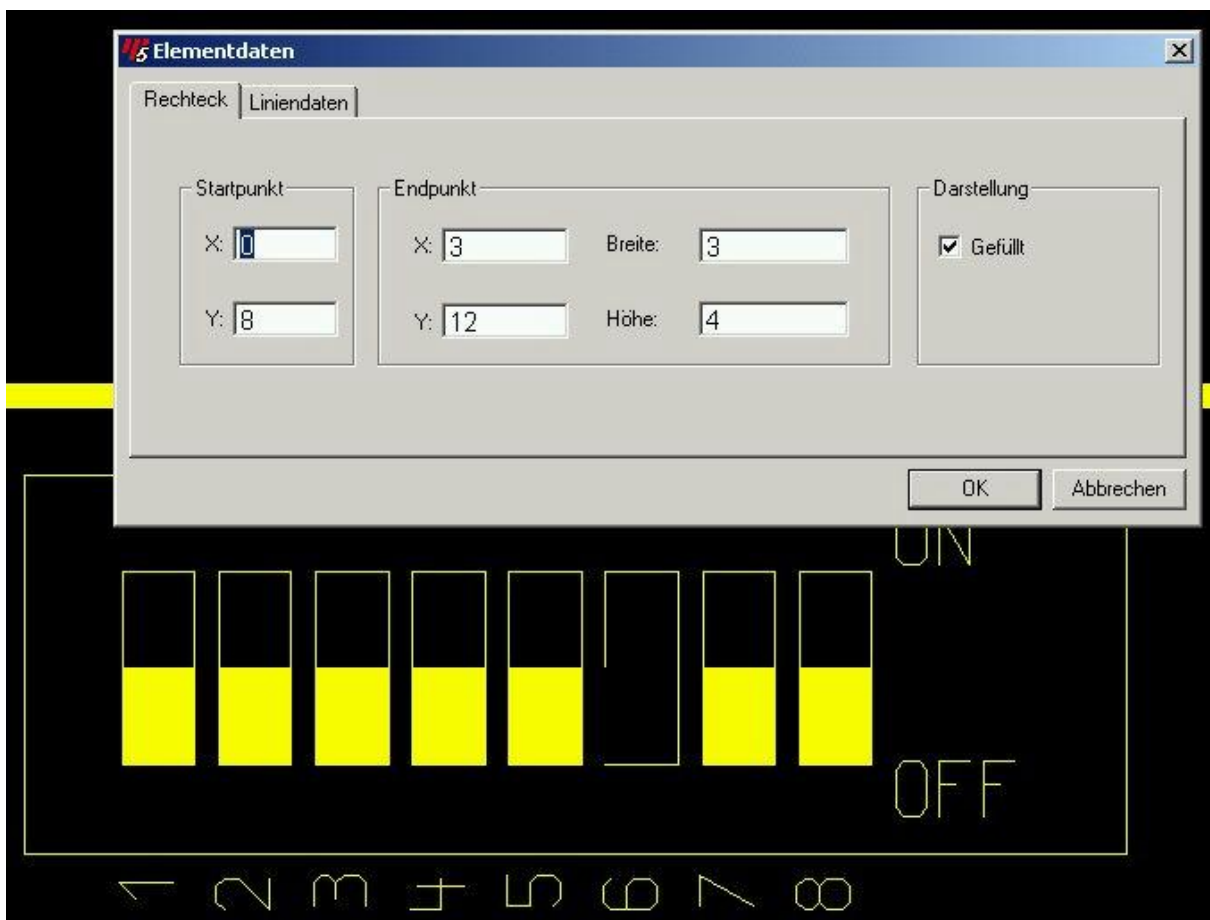 5 Elementdaten
Rechteck Liniendaten
Startpunkt Endpunkt Darstellung
X: 0 X: 3 Breite: 3 Gefüllt
Y: 8 Y: 12 Höhe: 4
OK Abbrechen
ON
OFF
1 2 3 4 5 6 7 8